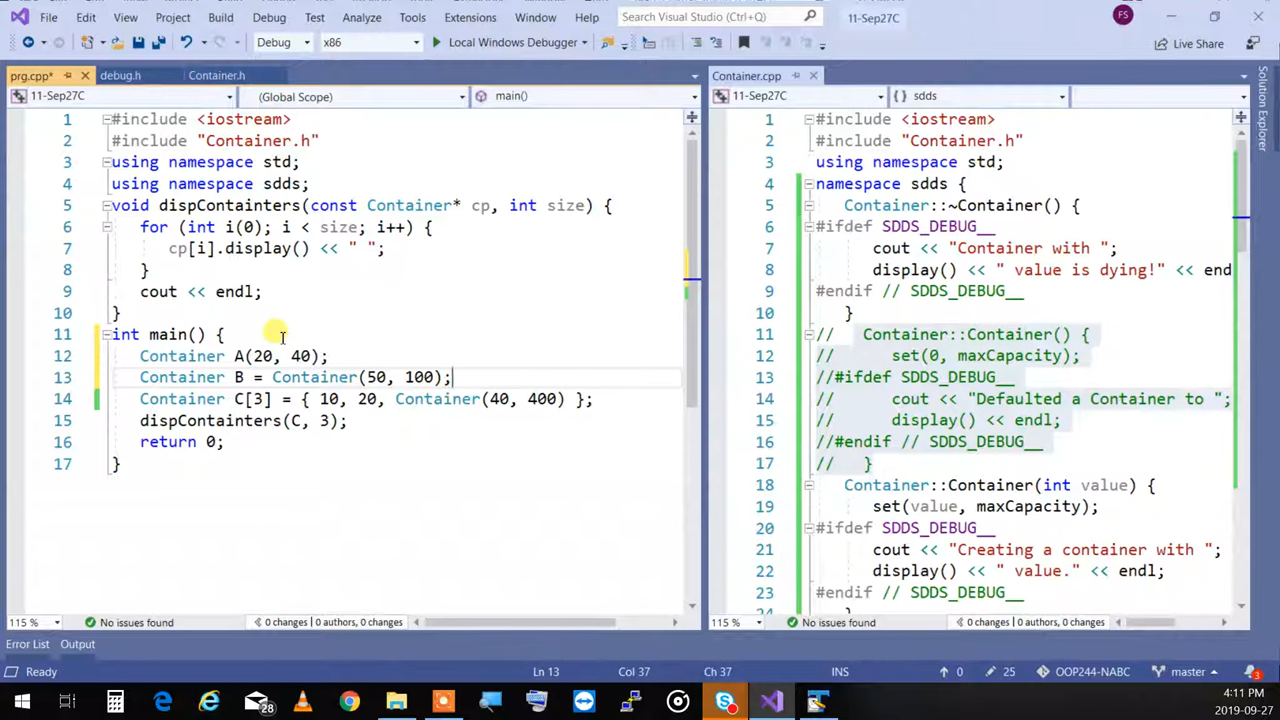 File Edit View Project Build Debug Test Analyze Tools Extensions Window Help Search Visual Studio (Ctrl+Q) 11-Sep27C FS
Debug x86 Local Windows Debugger Live Share
prg.cpp* debug.h Container.h
11-Sep27C (Global Scope) main()
1 #include <iostream>
2 #include "Container.h"
3 using namespace std;
4 using namespace sdds;
5 void dispContainters(const Container* cp, int size) {
6 for (int i(0); i < size; i++) {
7 cp[i].display() << " ";
8 }
9 cout << endl;
10 }
11 int main() {
12 Container A(20, 40);
13 Container B = Container(50, 100);
14 Container C[3] = { 10, 20, Container(40, 400) };
15 dispContainters(C, 3);
16 return 0;
17 }
115 % No issues found 0 changes | 0 authors, 0 changes
Container.cpp
11-Sep27C sdds
1 #include <iostream>
2 #include "Container.h"
3 using namespace std;
4 namespace sdds {
5 Container::~Container() {
6 #ifdef SDDS_DEBUG__
7 cout << "Container with ";
8 display() << " value is dying!" << end
9 #endif // SDDS_DEBUG__
10 }
11 // Container::Container() {
12 // set(0, maxCapacity);
13 //#ifdef SDDS_DEBUG__
14 // cout << "Defaulted a Container to ";
15 // display() << endl;
16 //#endif // SDDS_DEBUG__
17 // }
18 Container::Container(int value) {
19 set(value, maxCapacity);
20 #ifdef SDDS_DEBUG__
21 cout << "Creating a container with ";
22 display() << " value." << endl;
23 #endif // SDDS_DEBUG__
24 }
115 % No issues found 0 changes | 0 authors, 0 changes
Solution Explorer
Error List Output
Ready Ln 13 Col 37 Ch 37 INS 0 25 OOP244-NABC master 3
28 4:11 PM
2019-09-27